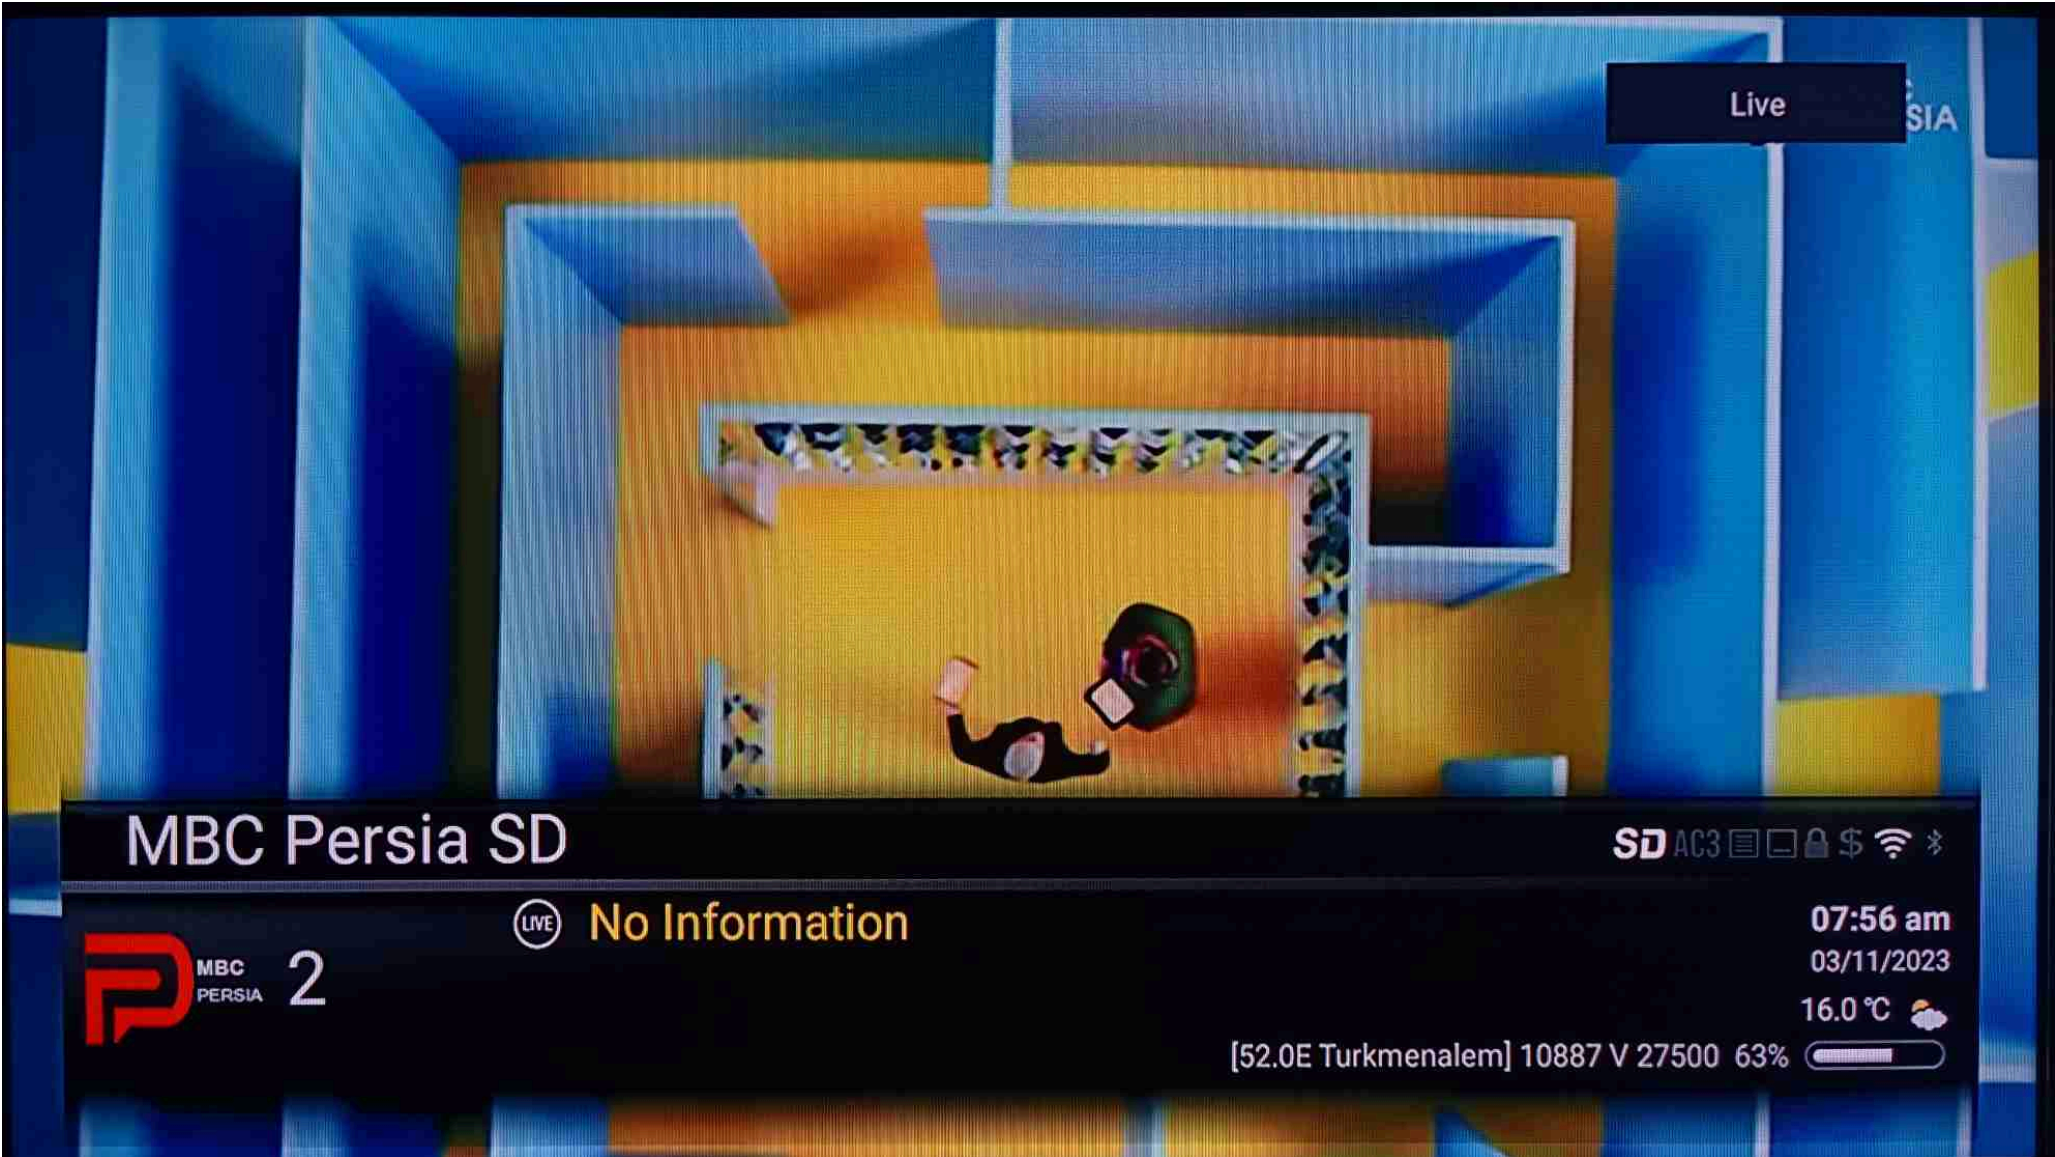 Live
SIA
MBC Persia SD
SD AC3 $
LIVE No Information
07:56 am
MBC
PERSIA
2
03/11/2023
16.0 °C
[52.0E Turkmenalem] 10887 V 27500 63%